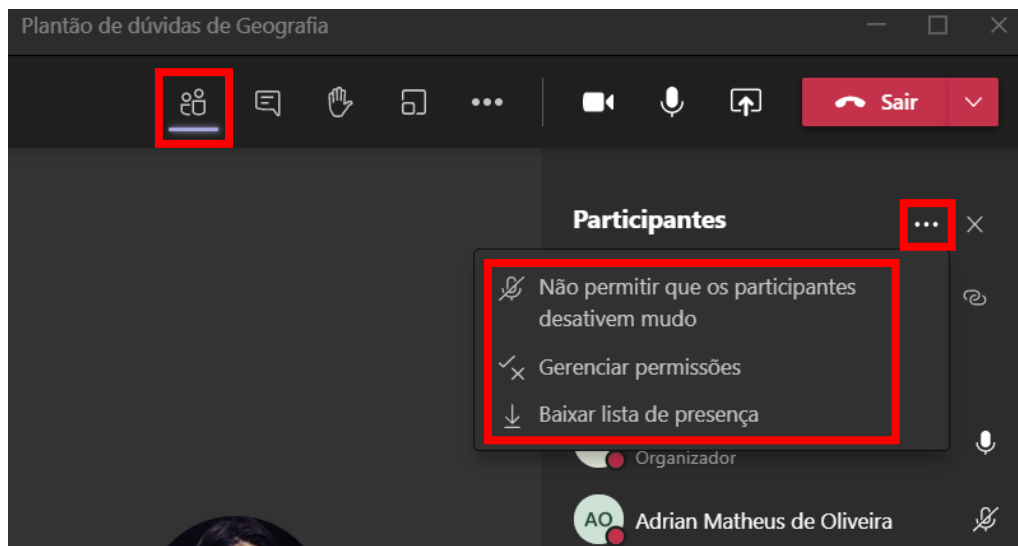 Plantão de dúvidas de Geografia
Sair
Participantes
Não permitir que os participantes
desativem mudo
Gerenciar permissões
Baixar lista de presença
Organizador
AO
Adrian Matheus de Oliveira